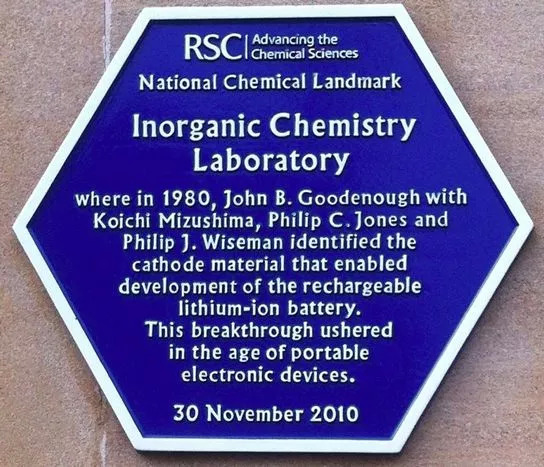 RSC | Advancing the
Chemical Sciences
National Chemical Landmark
Inorganic Chemistry
Laboratory
where in 1980, John B. Goodenough with
Koichi Mizushima, Philip C. Jones and
Philip J. Wiseman identified the
cathode material that enabled
development of the rechargeable
lithium-ion battery.
This breakthrough ushered
in the age of portable
electronic devices.
30 November 2010